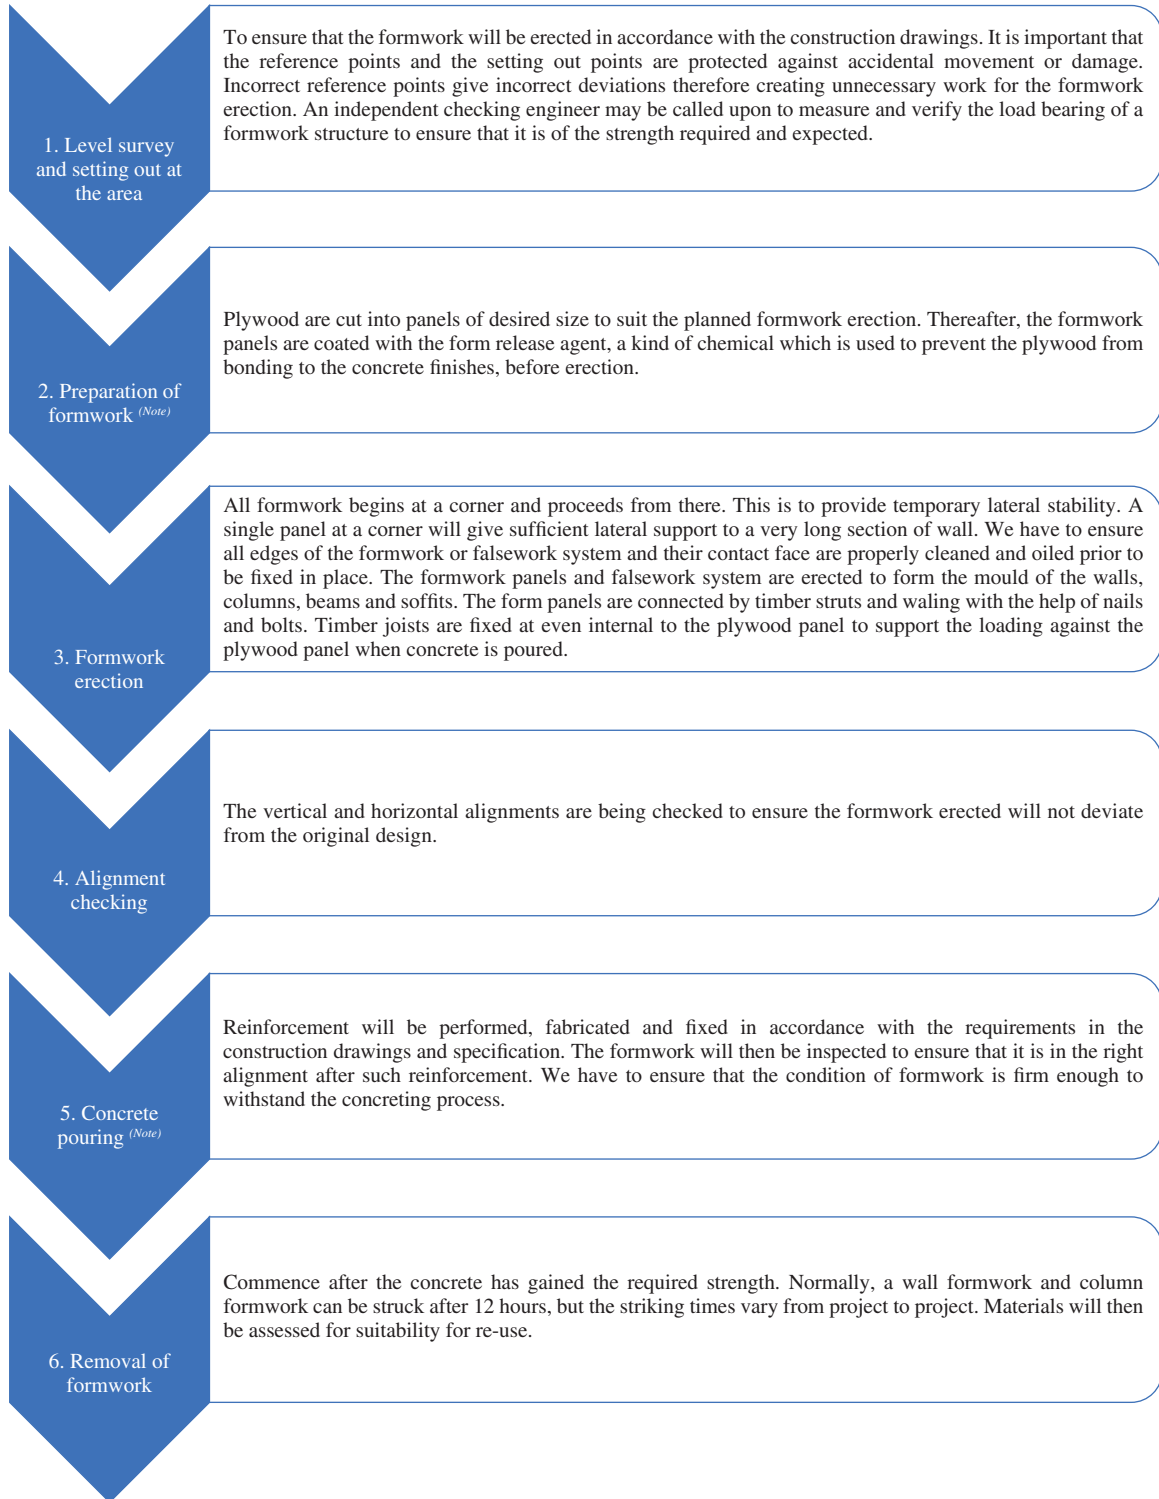 1. Level survey
and setting out at
the area
To ensure that the formwork will be erected in accordance with the construction drawings. It is important that
the reference points and the setting out points are protected against accidental movement or damage.
Incorrect reference points give incorrect deviations therefore creating unnecessary work for the formwork
erection. An independent checking engineer may be called upon to measure and verify the load bearing of a
formwork structure to ensure that it is of the strength required and expected.
2. Preparation of
formwork (Note)
Plywood are cut into panels of desired size to suit the planned formwork erection. Thereafter, the formwork
panels are coated with the form release agent, a kind of chemical which is used to prevent the plywood from
bonding to the concrete finishes, before erection.
3. Formwork
erection
All formwork begins at a corner and proceeds from there. This is to provide temporary lateral stability. A
single panel at a corner will give sufficient lateral support to a very long section of wall. We have to ensure
all edges of the formwork or falsework system and their contact face are properly cleaned and oiled prior to
be fixed in place. The formwork panels and falsework system are erected to form the mould of the walls,
columns, beams and soffits. The form panels are connected by timber struts and waling with the help of nails
and bolts. Timber joists are fixed at even internal to the plywood panel to support the loading against the
plywood panel when concrete is poured.
4. Alignment
checking
The vertical and horizontal alignments are being checked to ensure the formwork erected will not deviate
from the original design.
5. Concrete
pouring (Note)
Reinforcement will be performed, fabricated and fixed in accordance with the requirements in the
construction drawings and specification. The formwork will then be inspected to ensure that it is in the right
alignment after such reinforcement. We have to ensure that the condition of formwork is firm enough to
withstand the concreting process.
6. Removal of
formwork
Commence after the concrete has gained the required strength. Normally, a wall formwork and column
formwork can be struck after 12 hours, but the striking times vary from project to project. Materials will then
be assessed for suitability for re-use.